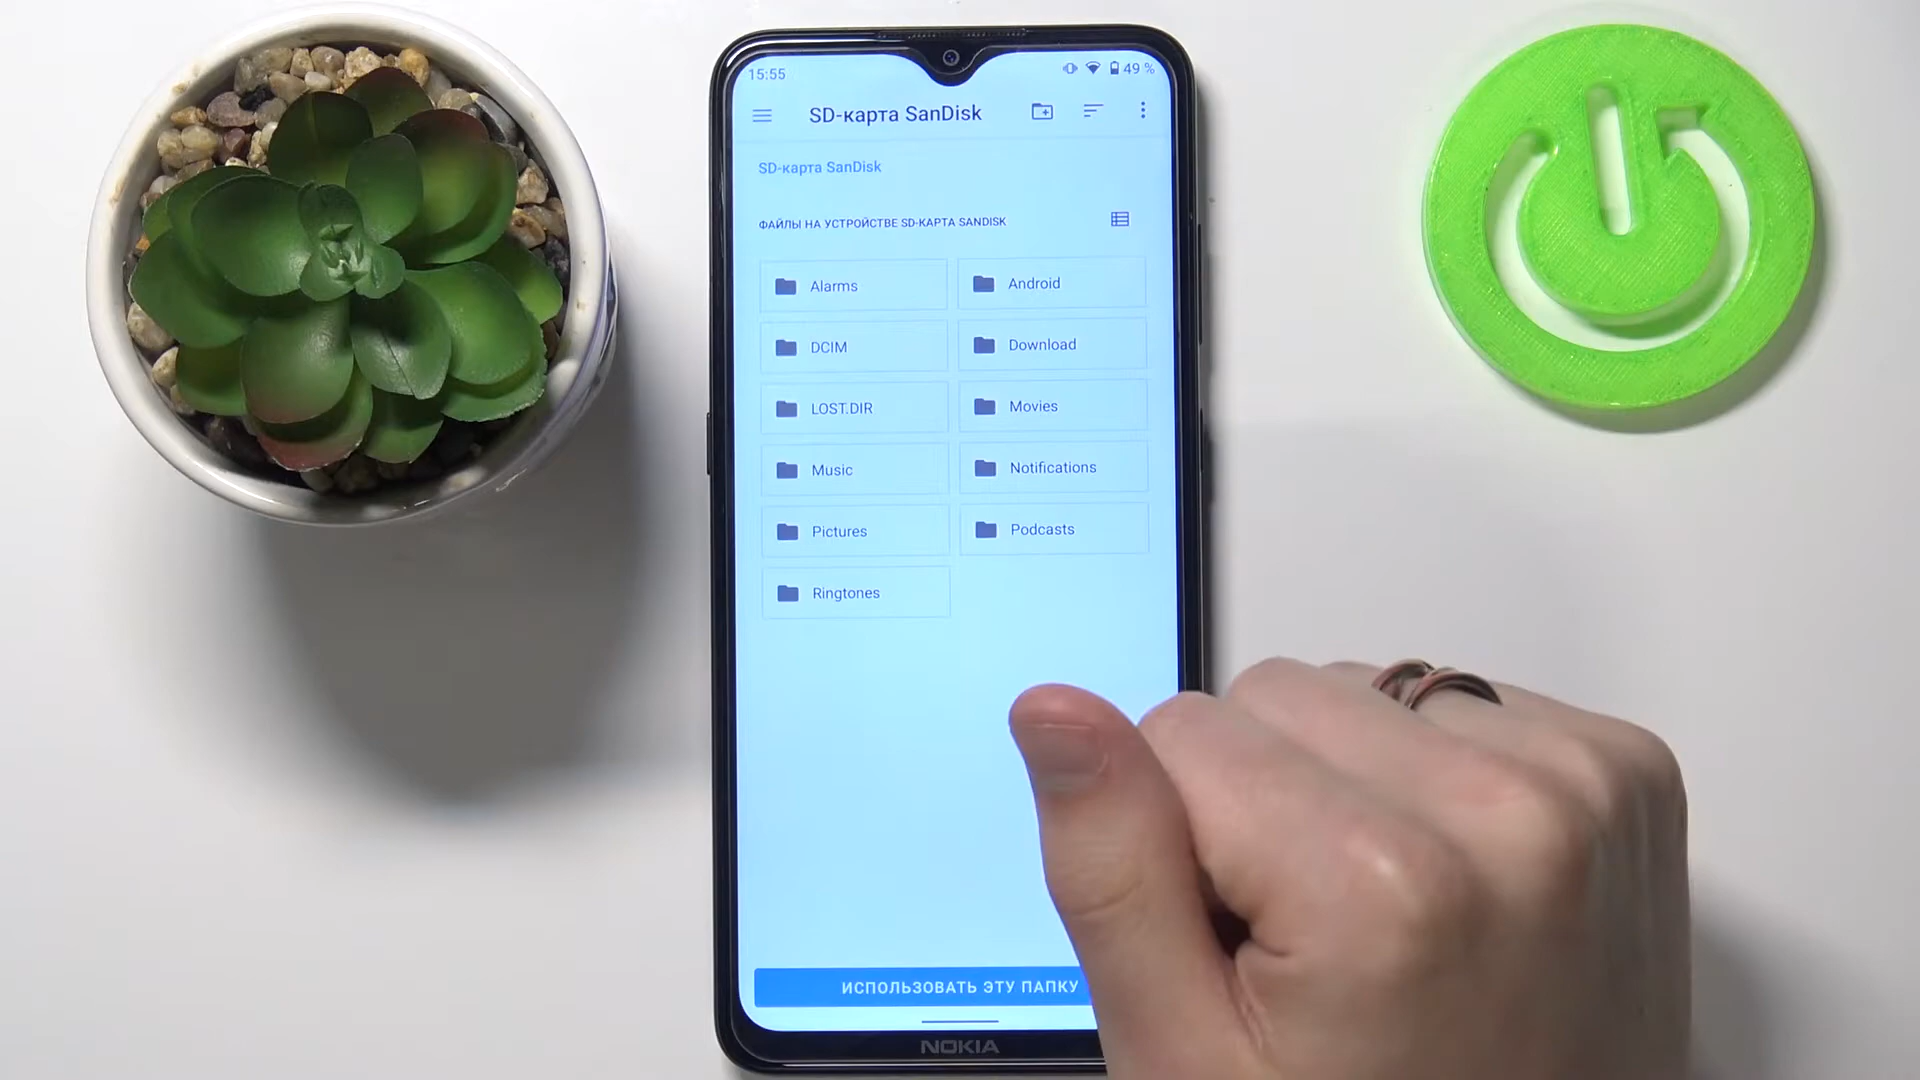 15:55
49 %
SD-карта SanDisk
SD-карта SanDisk
ФАЙЛЫ НА УСТРОЙСТВЕ SD-КАРТА SANDISK
Alarms
Android
DCIM
Download
LOST.DIR
Movies
Music
Notifications
Pictures
Podcasts
Ringtones
ИСПОЛЬЗОВАТЬ ЭТУ ПАПКУ
NOKIA